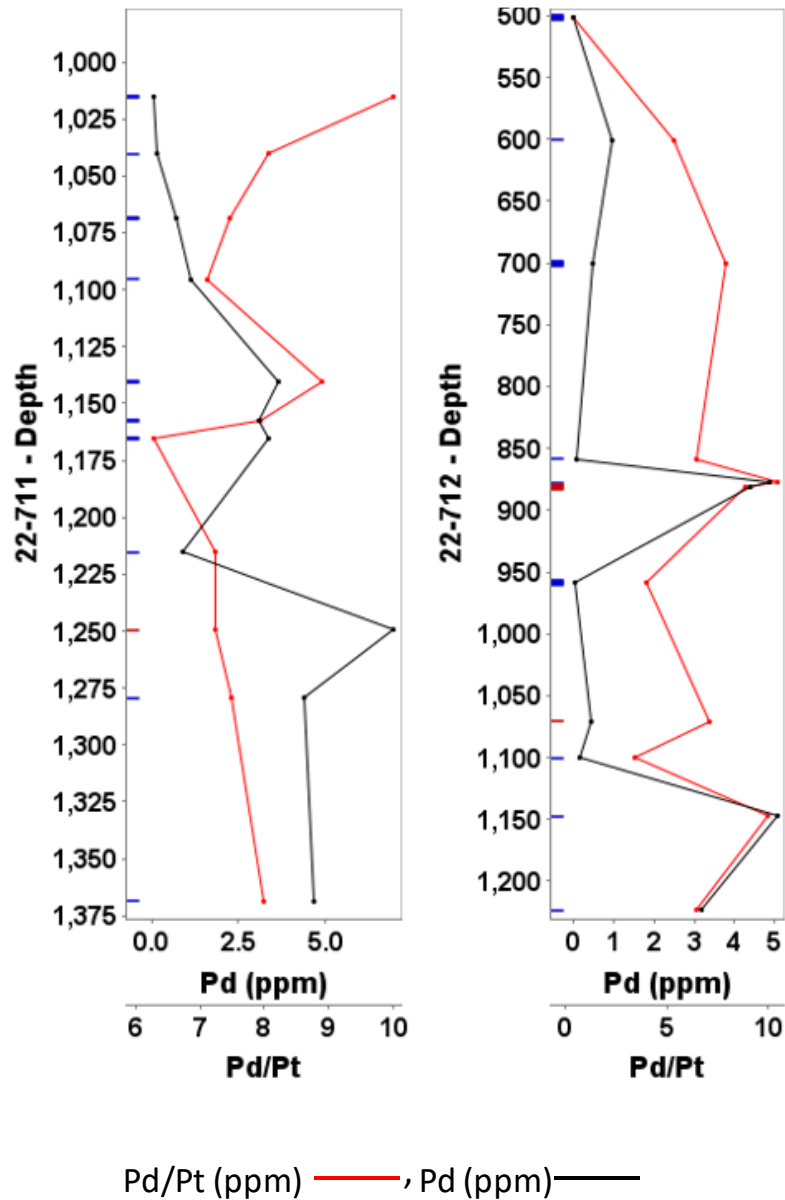 22-711 - Depth
1,000
1,025
1,050
1,075
1,100
1,125
1,150
1,175
1,200
1,225
1,250
1,275
1,300
1,325
1,350
1,375
0.0 2.5 5.0
Pd (ppm)
6 7 8 9 10
Pd/Pt
22-712 - Depth
500
550
600
650
700
750
800
850
900
950
1,000
1,050
1,100
1,150
1,200
0 1 2 3 4 5
Pd (ppm)
0 5 10
Pd/Pt
Pd/Pt (ppm) , Pd (ppm)